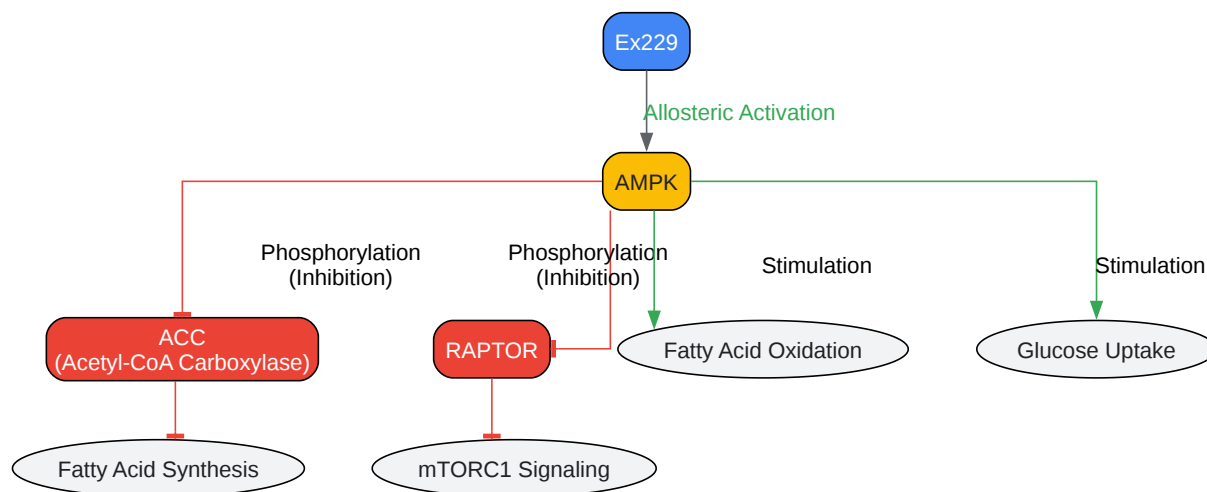 Ex229
Allosteric Activation
AMPK
Phosphorylation
(Inhibition)
Phosphorylation
(Inhibition)
Stimulation
Stimulation
ACC
(Acetyl-CoA Carboxylase)
RAPTOR
Fatty Acid Oxidation
Glucose Uptake
Fatty Acid Synthesis
mTORC1 Signaling